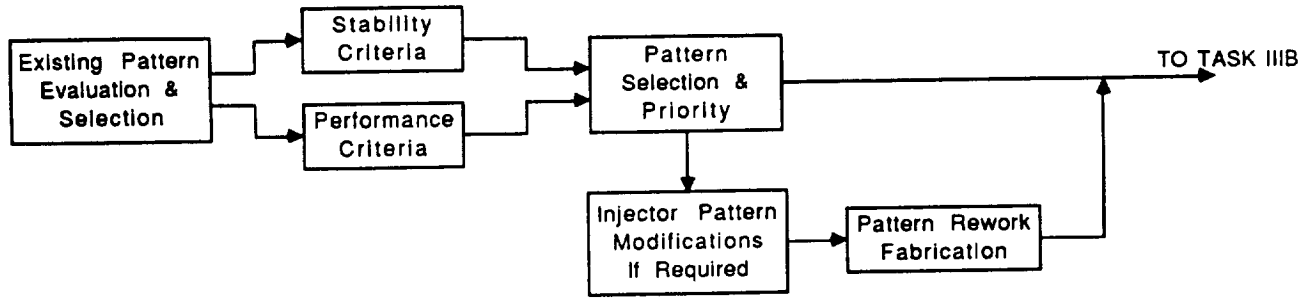 Existing Pattern
Evaluation &
Selection
Stability
Criteria
Performance
Criteria
Pattern
Selection &
Priority
TO TASK IIIB
Injector Pattern
Modifications
If Required
Pattern Rework
Fabrication